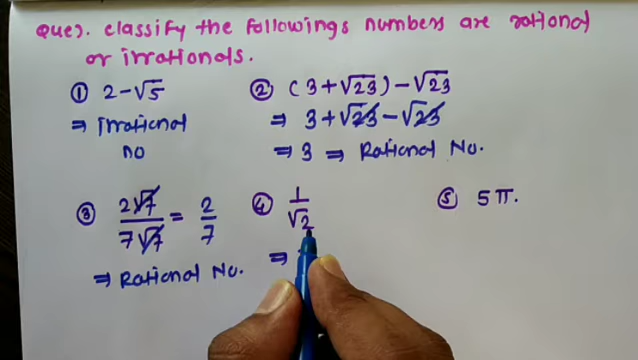 Ques. classify the followings numbers are rational
or irrationals.
① 2 - √5
⇒ irrational
no
② (3 + √23) - √23
⇒ 3 + √23 - √23
⇒ 3 ⇒ Rational No.
③ 2√7 / 7√7 = 2/7
⇒ Rational No.
④ 1/√2
⇒
⑤ 5π.